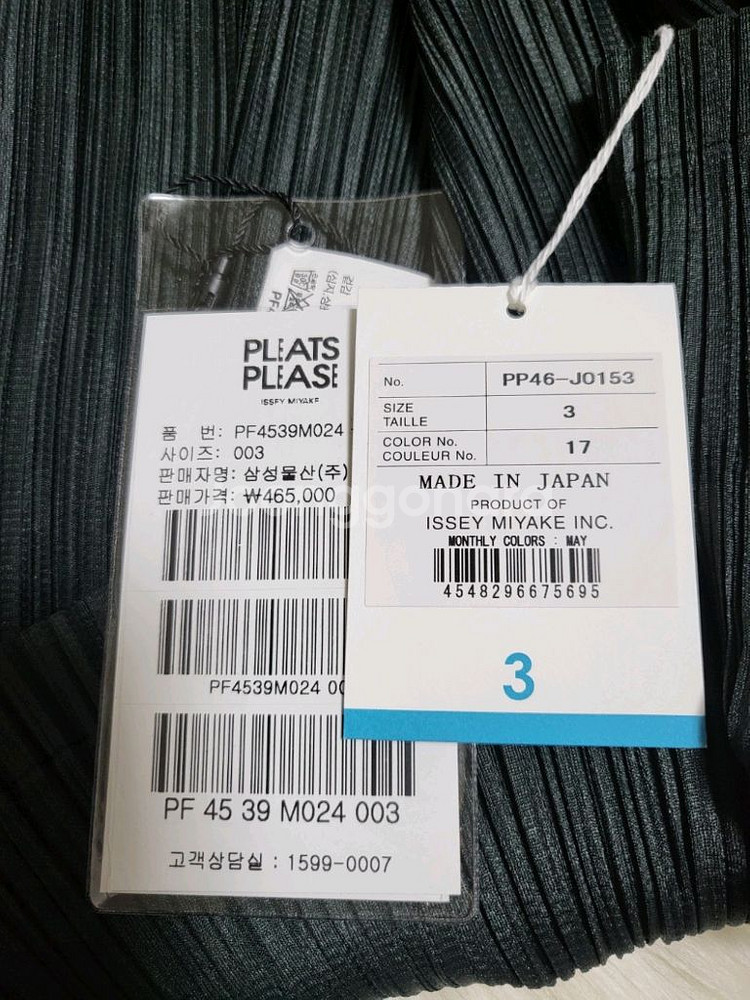 PLEATS
PLEASE
ISSEY MIYAKE
품 번: PF4539M024
사이즈: 003
판매자명: 삼성물산(주)
판매가격: ₩465,000
PF4539M024
PF 45 39 M024 003
고객상담실 : 1599-0007
No. PP46-J0153
SIZE
TAILLE 3
COLOR No.
COULEUR No. 17
MADE IN JAPAN
PRODUCT OF
ISSEY MIYAKE INC.
MONTHLY COLORS : MAY
4548296675695
3